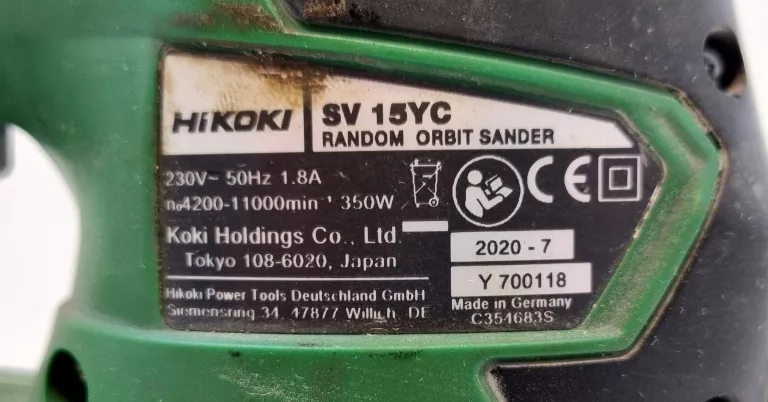 HiKOKI
SV 15YC
RANDOM ORBIT SANDER
230V~ 50Hz 1.8A
n₀4200-11000min⁻¹ 350W
CE
Koki Holdings Co., Ltd.
Tokyo 108-6020, Japan
2020 - 7
Y 700118
Hikoki Power Tools Deutschland GmbH
Siemensring 34, 47877 Willich, DE
Made in Germany
C354683S